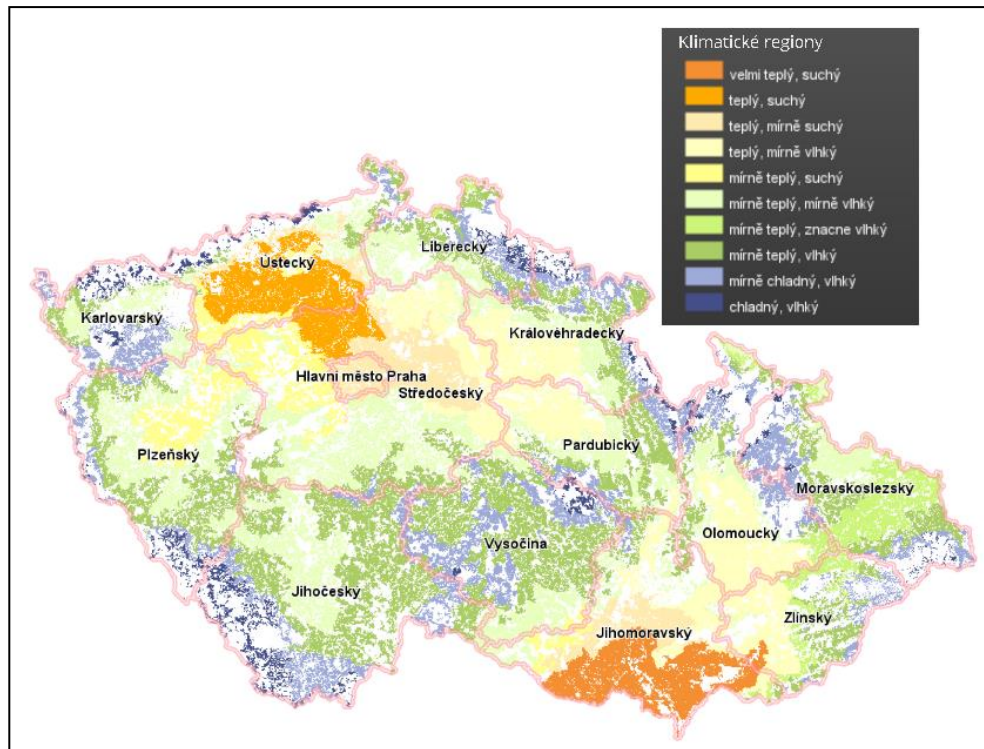 Klimatické regiony
velmi teplý, suchý
teplý, suchý
teplý, mírně suchý
teplý, mírně vlhký
mírně teplý, suchý
mírně teplý, mírně vlhký
mírně teplý, znacne vlhký
mírně teplý, vlhký
mírně chladný, vlhký
chladný, vlhký
Liberecký
Ústecký
Karlovarský
Královéhradecký
Hlavní město Praha
Středočeský
Pardubický
Plzeňský
Moravskoslezský
Olomoucký
Vysočina
Jihočeský
Zlínský
Jihomoravský